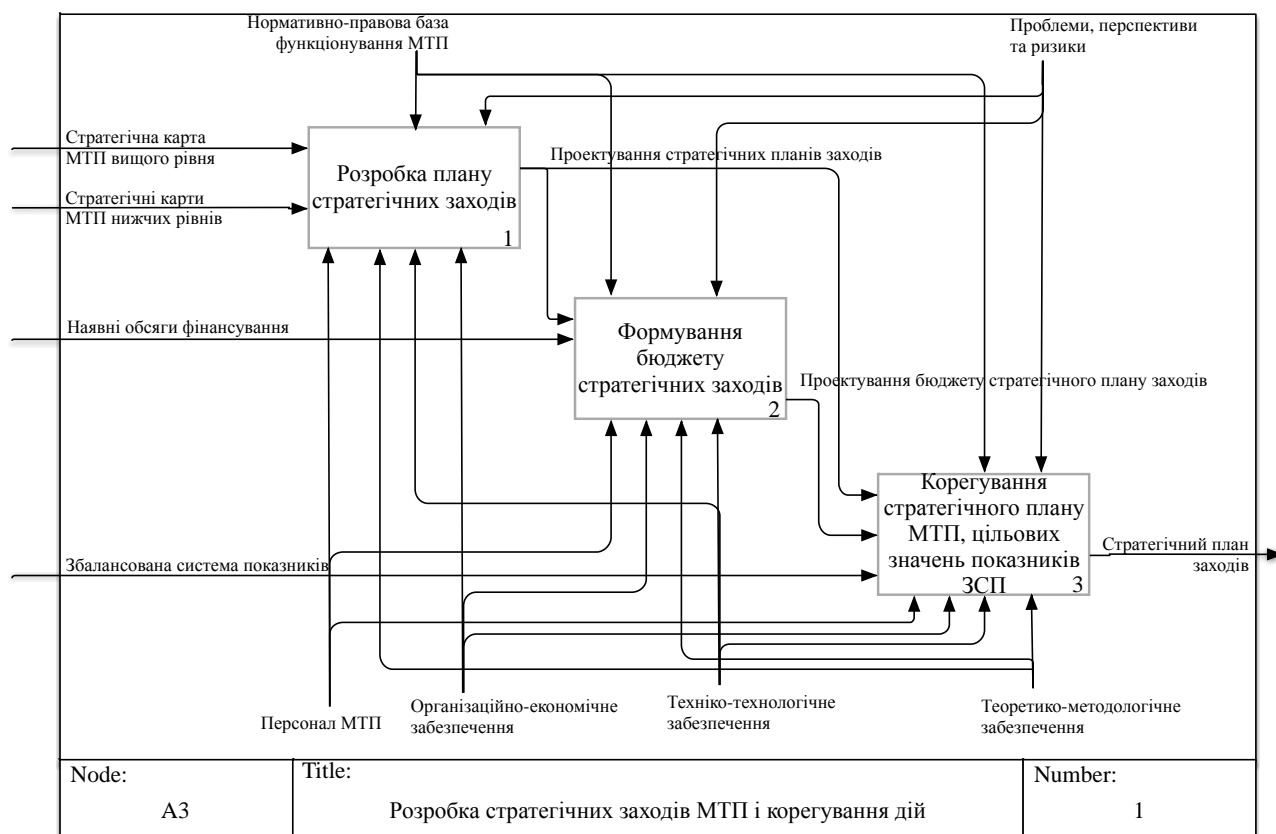 Нормативно-правова база
функціонування МТП
Проблеми, перспективи
та ризики
Стратегічна карта
МТП вищого рівня
Розробка плану
стратегічних заходів
1
Проектування стратегічних планів заходів
Стратегічні карти
МТП нижчих рівнів
Наявні обсяги фінансування
Формування
бюджету
стратегічних заходів
2
Проектування бюджету стратегічного плану заходів
Корегування
стратегічного плану
МТП, цільових
значень показників
ЗСП
3
Стратегічний план
заходів
Збалансована система показників
Персонал МТП
Організаційно-економічне
забезпечення
Техніко-технологічне
забезпечення
Теоретико-методологічне
забезпечення
Node:
A3
Title:
Розробка стратегічних заходів МТП і корегування дій
Number:
1